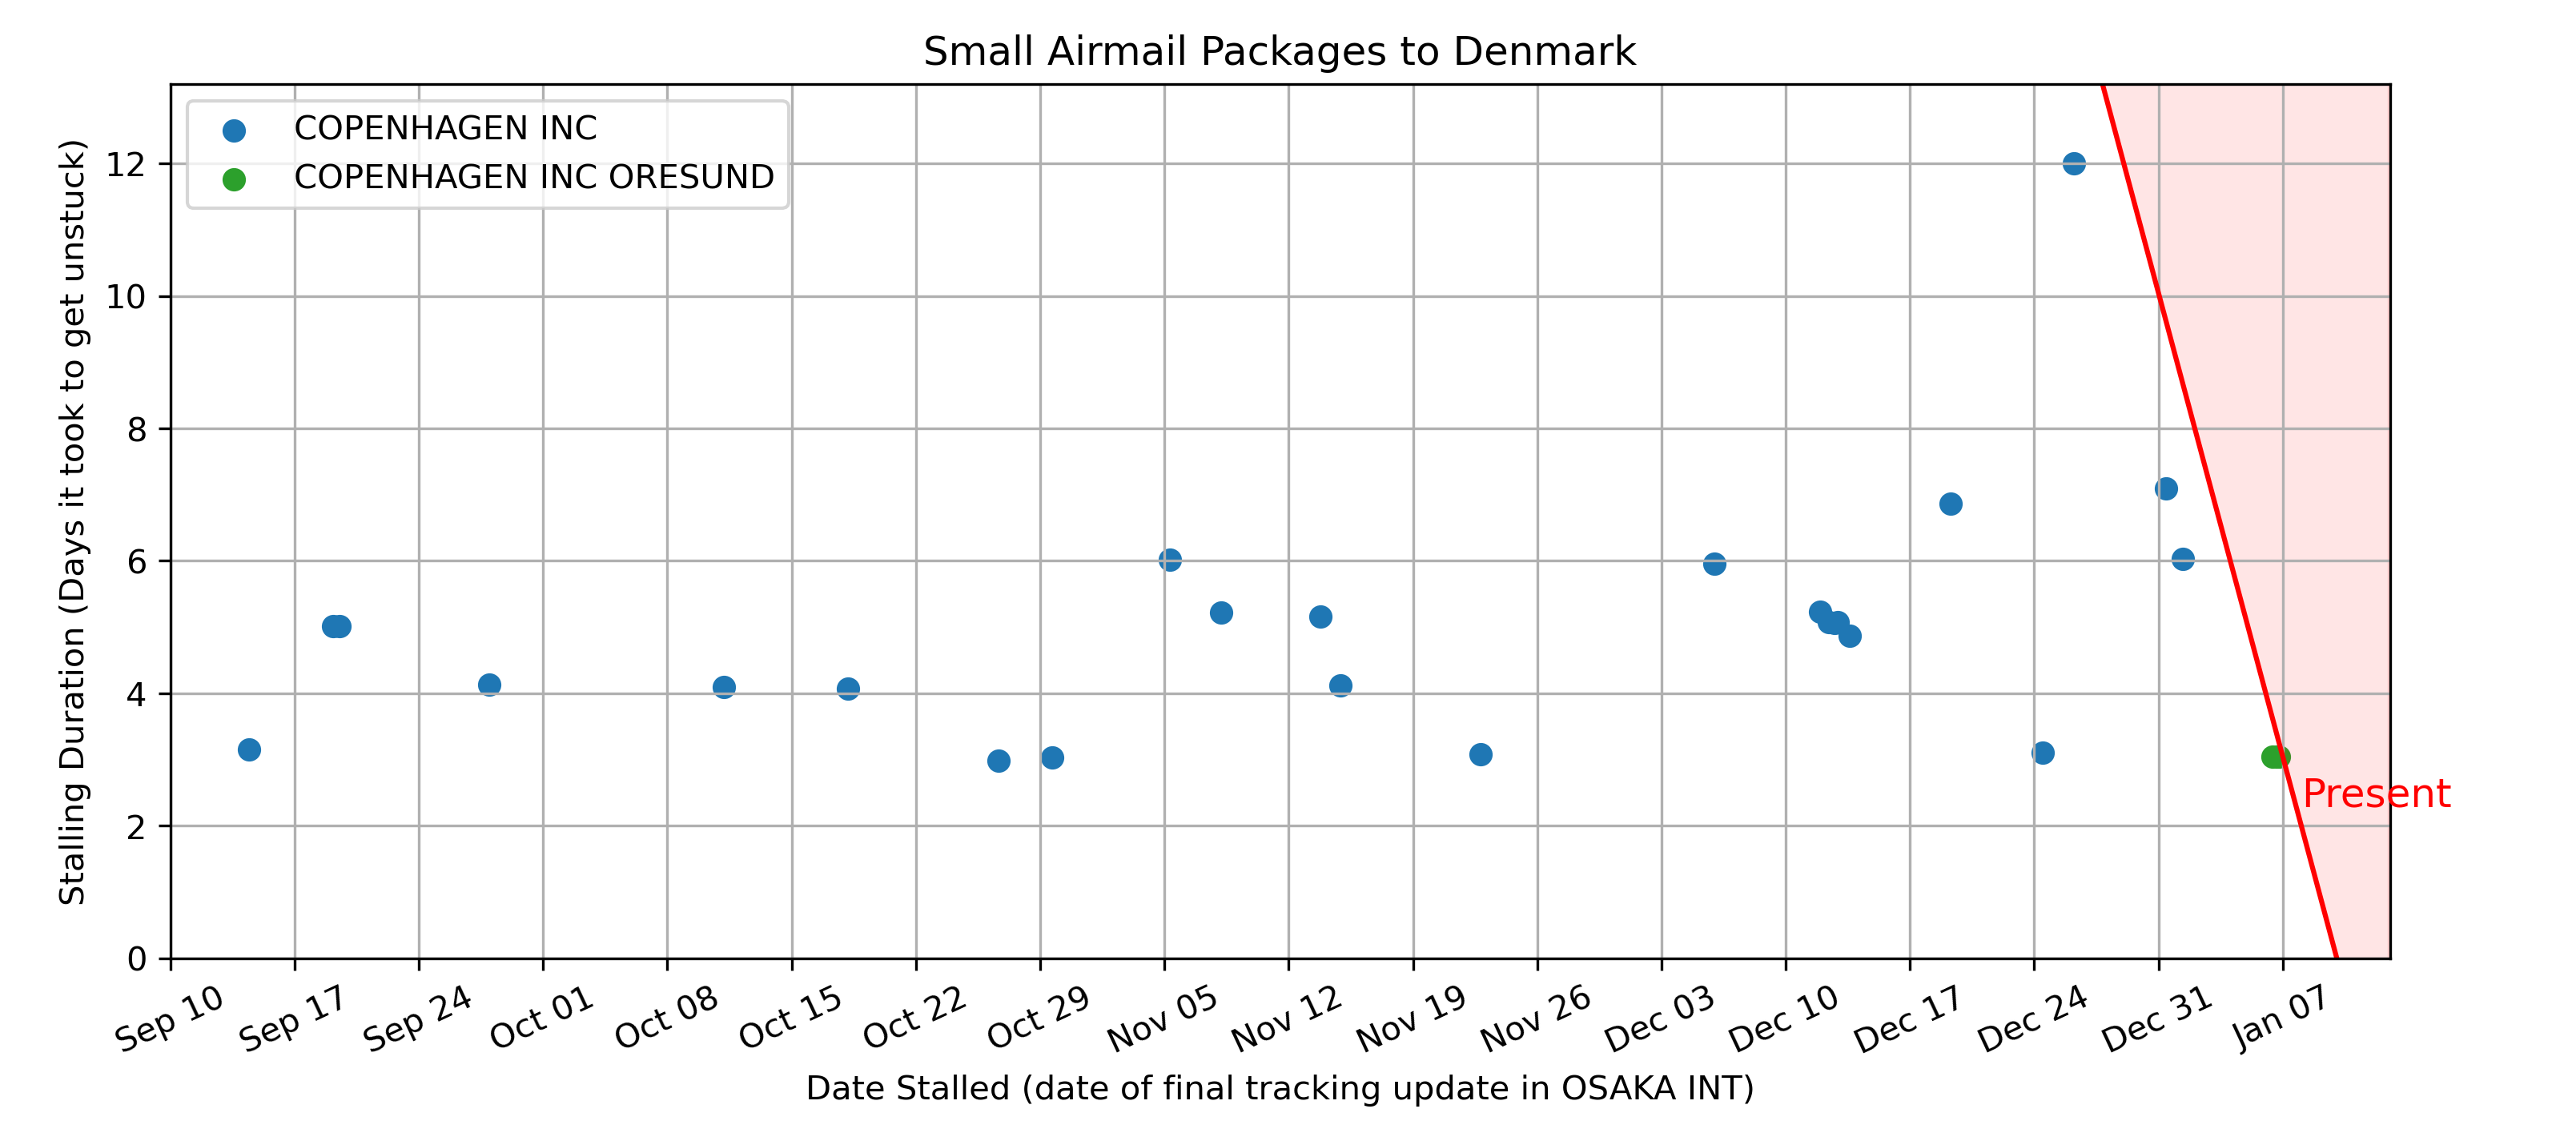 Small Airmail Packages to Denmark
COPENHAGEN INC
COPENHAGEN INC ORESUND
Stalling Duration (Days it took to get unstuck)
12
10
8
6
4
2
0
Present
Sep 10 Sep 17 Sep 24 Oct 01 Oct 08 Oct 15 Oct 22 Oct 29 Nov 05 Nov 12 Nov 19 Nov 26 Dec 03 Dec 10 Dec 17 Dec 24 Dec 31 Jan 07
Date Stalled (date of final tracking update in OSAKA INT)